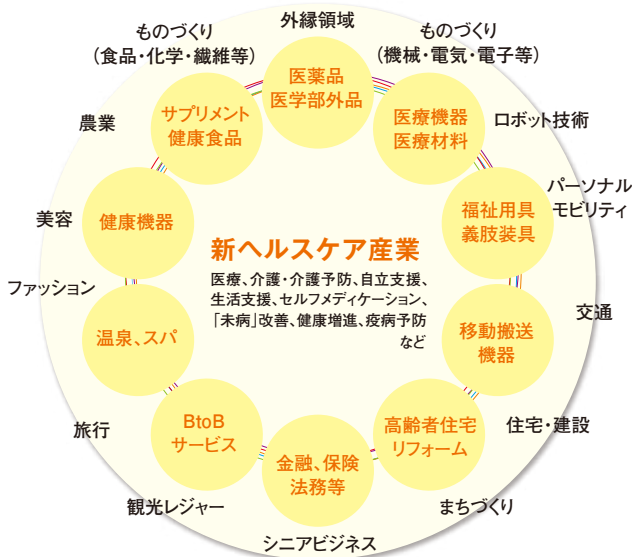 外縁領域
ものづくり
（食品・化学・繊維等）
ものづくり
（機械・電気・電子等）
医薬品
医学部外品
サプリメント
健康食品
医療機器
医療材料
農業
ロボット技術
パーソナル
モビリティ
美容
健康機器
福祉用具
義肢装具
新ヘルスケア産業
医療、介護・介護予防、自立支援、
生活支援、セルフメディケーション、
「未病」改善、健康増進、疫病予防
など
ファッション
交通
温泉、スパ
移動搬送
機器
旅行
BtoB
サービス
高齢者住宅
リフォーム
住宅・建設
金融、保険
法務等
観光レジャー
まちづくり
シニアビジネス